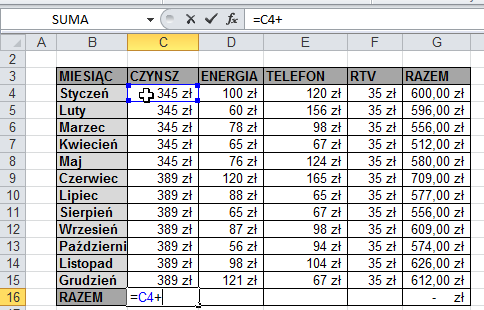 SUMA fx =C4+
A B C D E F G
2
3 MIESIĄC CZYNSZ ENERGIA TELEFON RTV RAZEM
4 Styczeń 345 zł 100 zł 120 zł 35 zł 600,00 zł
5 Luty 345 zł 60 zł 156 zł 35 zł 596,00 zł
6 Marzec 345 zł 78 zł 98 zł 35 zł 556,00 zł
7 Kwiecień 345 zł 65 zł 67 zł 35 zł 512,00 zł
8 Maj 345 zł 76 zł 124 zł 35 zł 580,00 zł
9 Czerwiec 389 zł 120 zł 165 zł 35 zł 709,00 zł
10 Lipiec 389 zł 88 zł 65 zł 35 zł 577,00 zł
11 Sierpień 389 zł 65 zł 67 zł 35 zł 556,00 zł
12 Wrzesień 389 zł 87 zł 98 zł 35 zł 609,00 zł
13 Październi 389 zł 56 zł 94 zł 35 zł 574,00 zł
14 Listopad 389 zł 98 zł 104 zł 35 zł 626,00 zł
15 Grudzień 389 zł 121 zł 67 zł 35 zł 612,00 zł
16 RAZEM =C4+ - zł